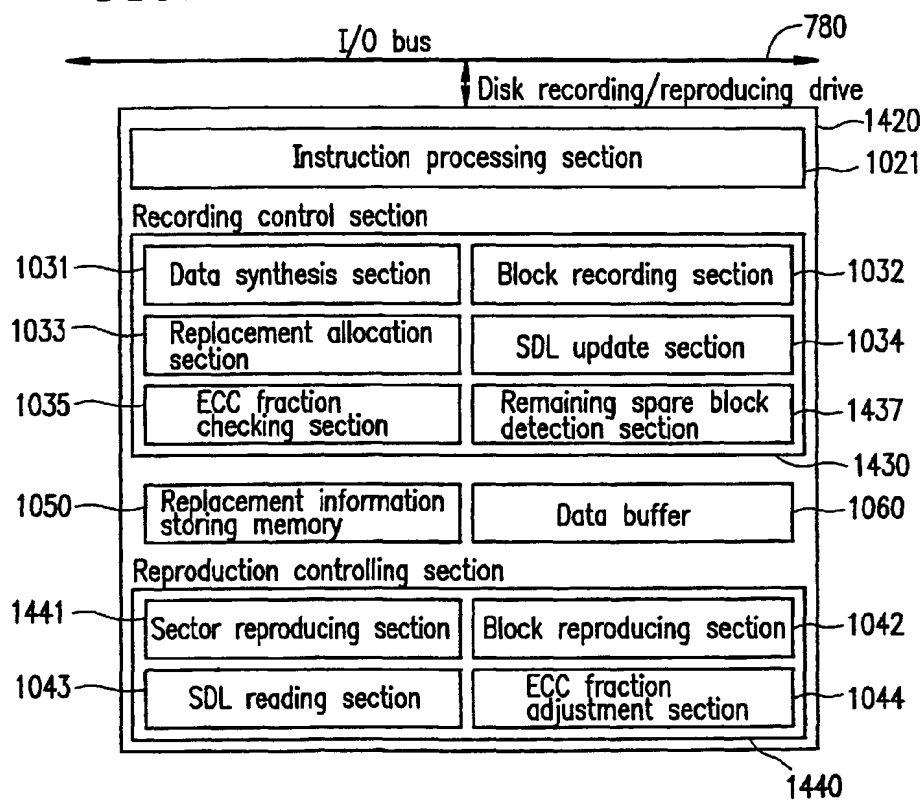 I/O bus
780
Disk recording/reproducing drive
1420
Instruction processing section
1021
Recording control section
1031
Data synthesis section
Block recording section
1032
1033
Replacement allocation
section
SDL update section
1034
1035
ECC fraction
checking section
Remaining spare block
detection section
1437
1430
1050
Replacement information
storing memory
Data buffer
1060
Reproduction controlling section
1441
Sector reproducing section
Block reproducing section
1042
1043
SDL reading section
ECC fraction
adjustment section
1044
1440